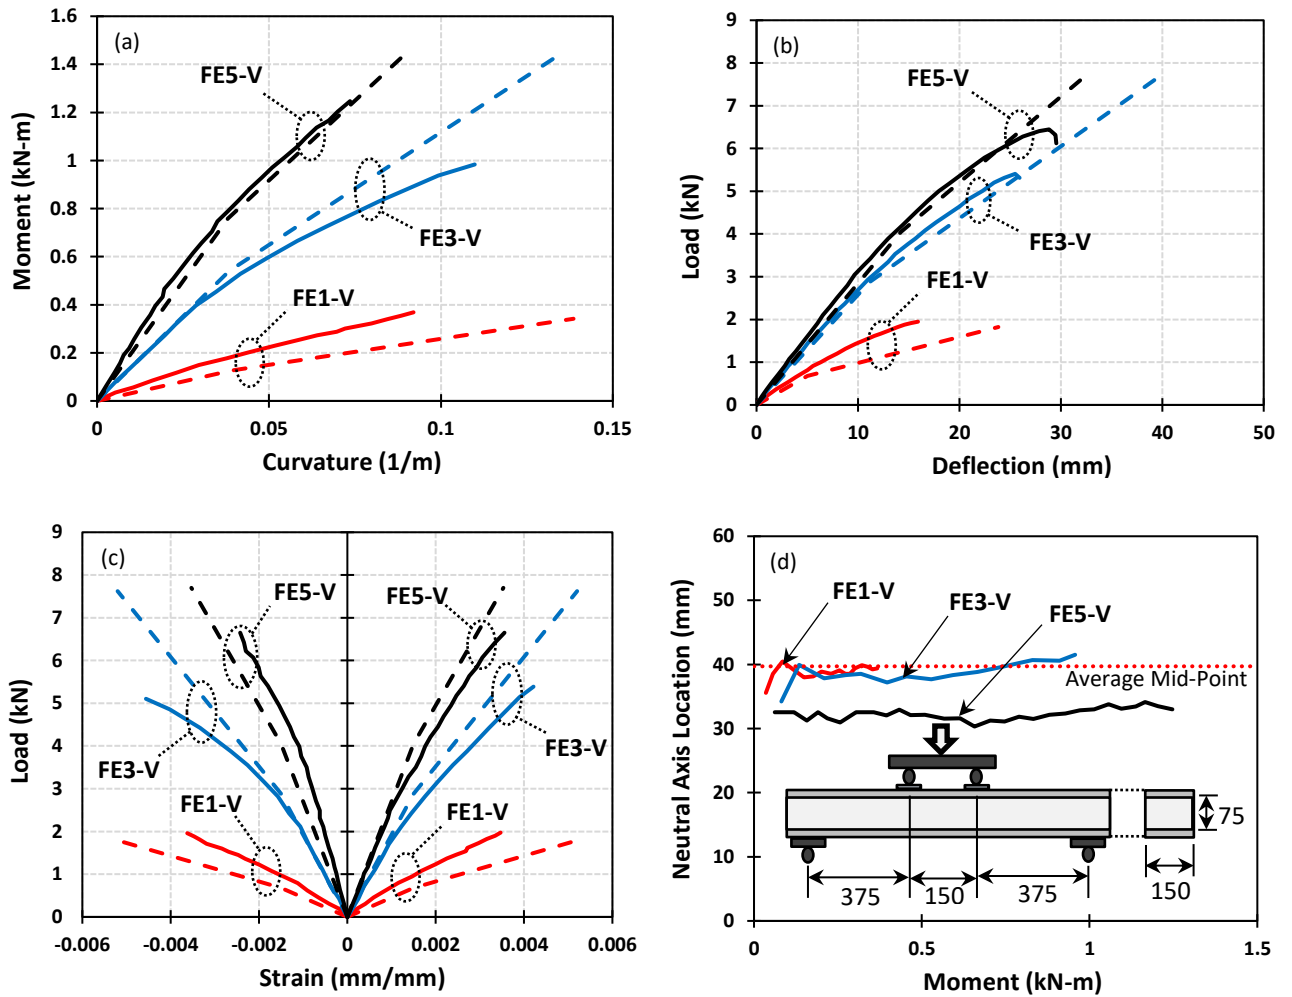 (a)
1.6
1.4
1.2
1
0.8
0.6
0.4
0.2
0
Moment (kN-m)
FE5-V
FE3-V
FE1-V
0 0.05 0.1 0.15
Curvature (1/m)
(b)
9
8
7
6
5
4
3
2
1
0
Load (kN)
FE5-V
FE3-V
FE1-V
0 10 20 30 40 50
Deflection (mm)
(c)
9
8
7
6
5
4
3
2
1
0
Load (kN)
FE5-V FE5-V
FE3-V FE3-V
FE1-V FE1-V
-0.006 -0.004 -0.002 0 0.002 0.004 0.006
Strain (mm/mm)
(d)
60
50
40
30
20
10
0
Neutral Axis Location (mm)
FE1-V
FE3-V
FE5-V
Average Mid-Point
75
375 150 375 150
0 0.5 1 1.5
Moment (kN-m)